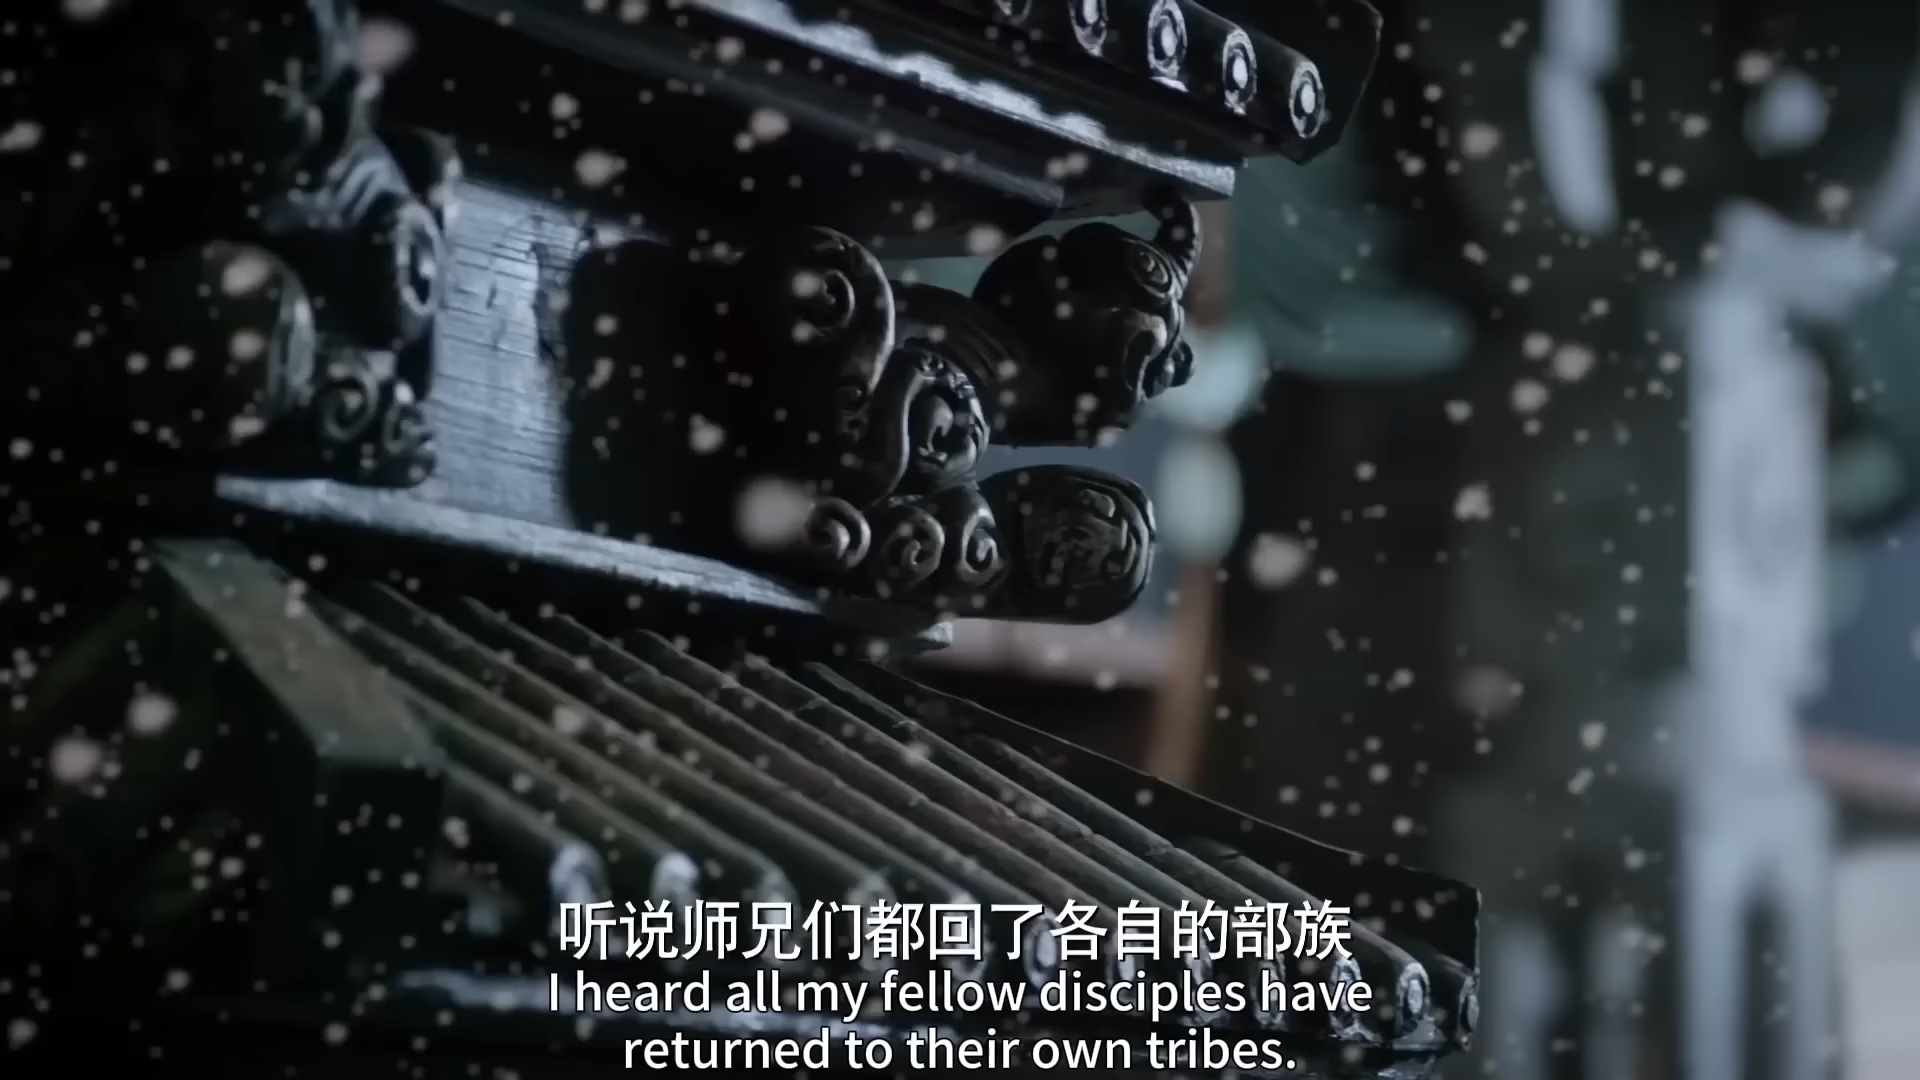 听说师兄们都回了各自的部族
I heard all my fellow disciples have
returned to their own tribes.